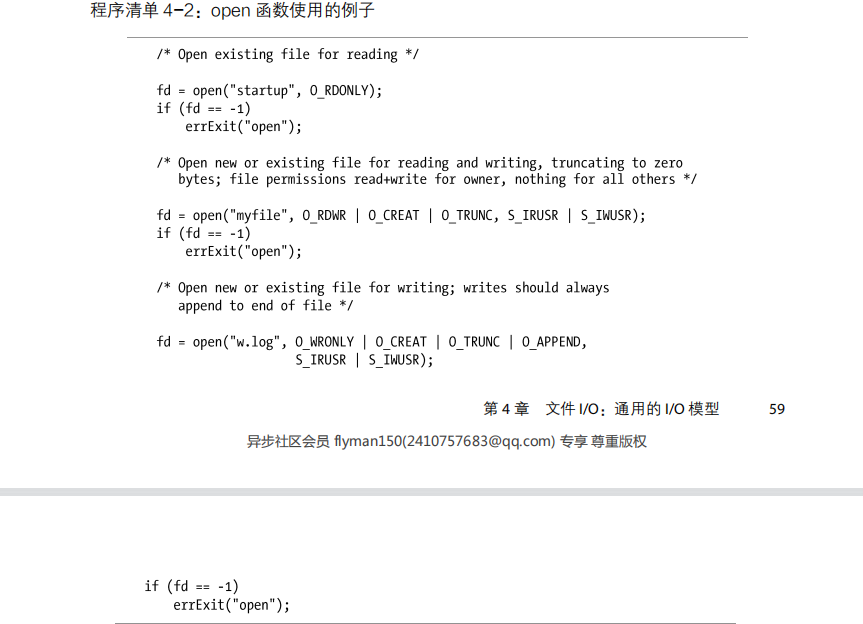 程序清单 4-2：open 函数使用的例子
/* Open existing file for reading */
fd = open("startup", O_RDONLY);
if (fd == -1)
errExit("open");
/* Open new or existing file for reading and writing, truncating to zero
bytes; file permissions read+write for owner, nothing for all others */
fd = open("myfile", O_RDWR | O_CREAT | O_TRUNC, S_IRUSR | S_IWUSR);
if (fd == -1)
errExit("open");
/* Open new or existing file for writing; writes should always
append to end of file */
fd = open("w.log", O_WRONLY | O_CREAT | O_TRUNC | O_APPEND,
S_IRUSR | S_IWUSR);
第 4 章 文件 I/O：通用的 I/O 模型 59
异步社区会员 flyman150(2410757683@qq.com) 专享 尊重版权
if (fd == -1)
errExit("open");